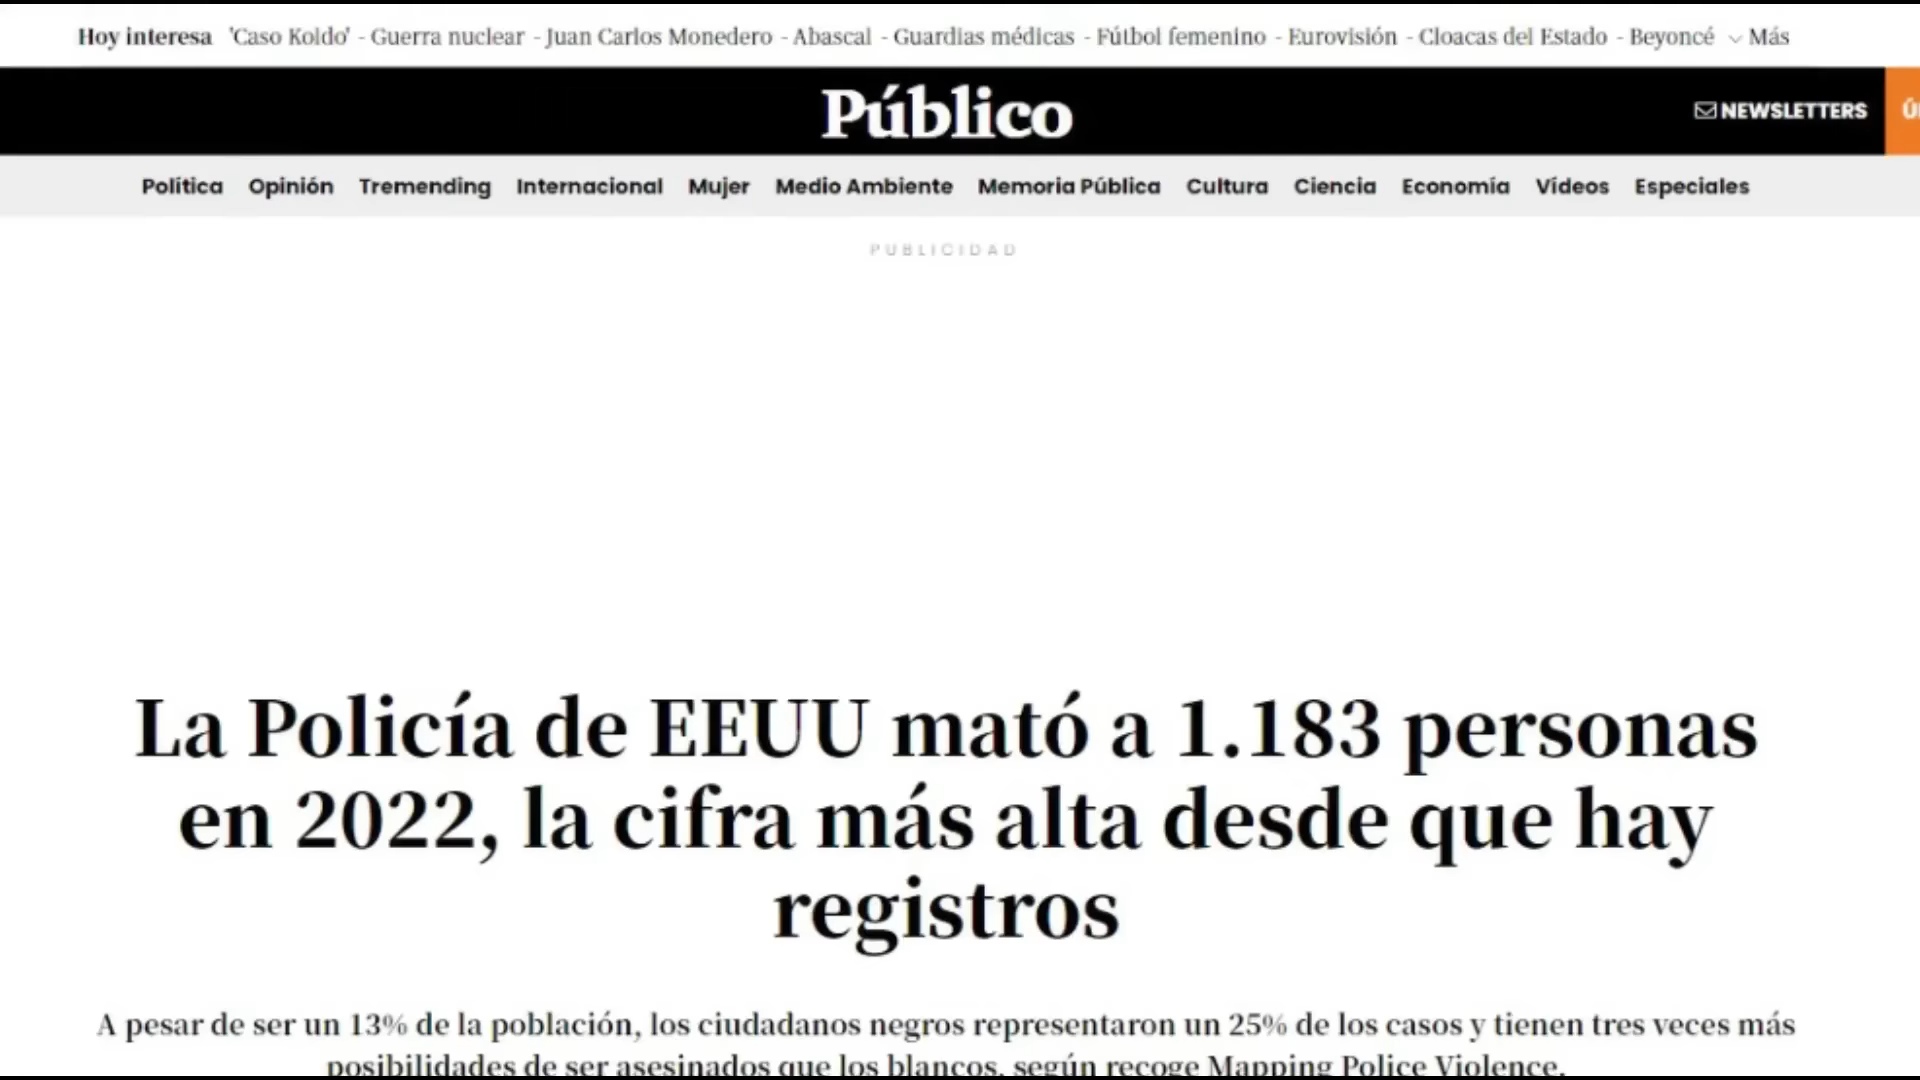 Hoy interesa 'Caso Koldo' - Guerra nuclear - Juan Carlos Monedero - Abascal - Guardias médicas - Fútbol femenino - Eurovisión - Cloacas del Estado - Beyoncé Más
Público
NEWSLETTERS
Política Opinión Tremending Internacional Mujer Medio Ambiente Memoria Pública Cultura Ciencia Economía Vídeos Especiales
PUBLICIDAD
La Policía de EEUU mató a 1.183 personas
en 2022, la cifra más alta desde que hay
registros
A pesar de ser un 13% de la población, los ciudadanos negros representaron un 25% de los casos y tienen tres veces más
posibilidades de ser asesinados que los blancos, según recoge Mapping Police Violence.